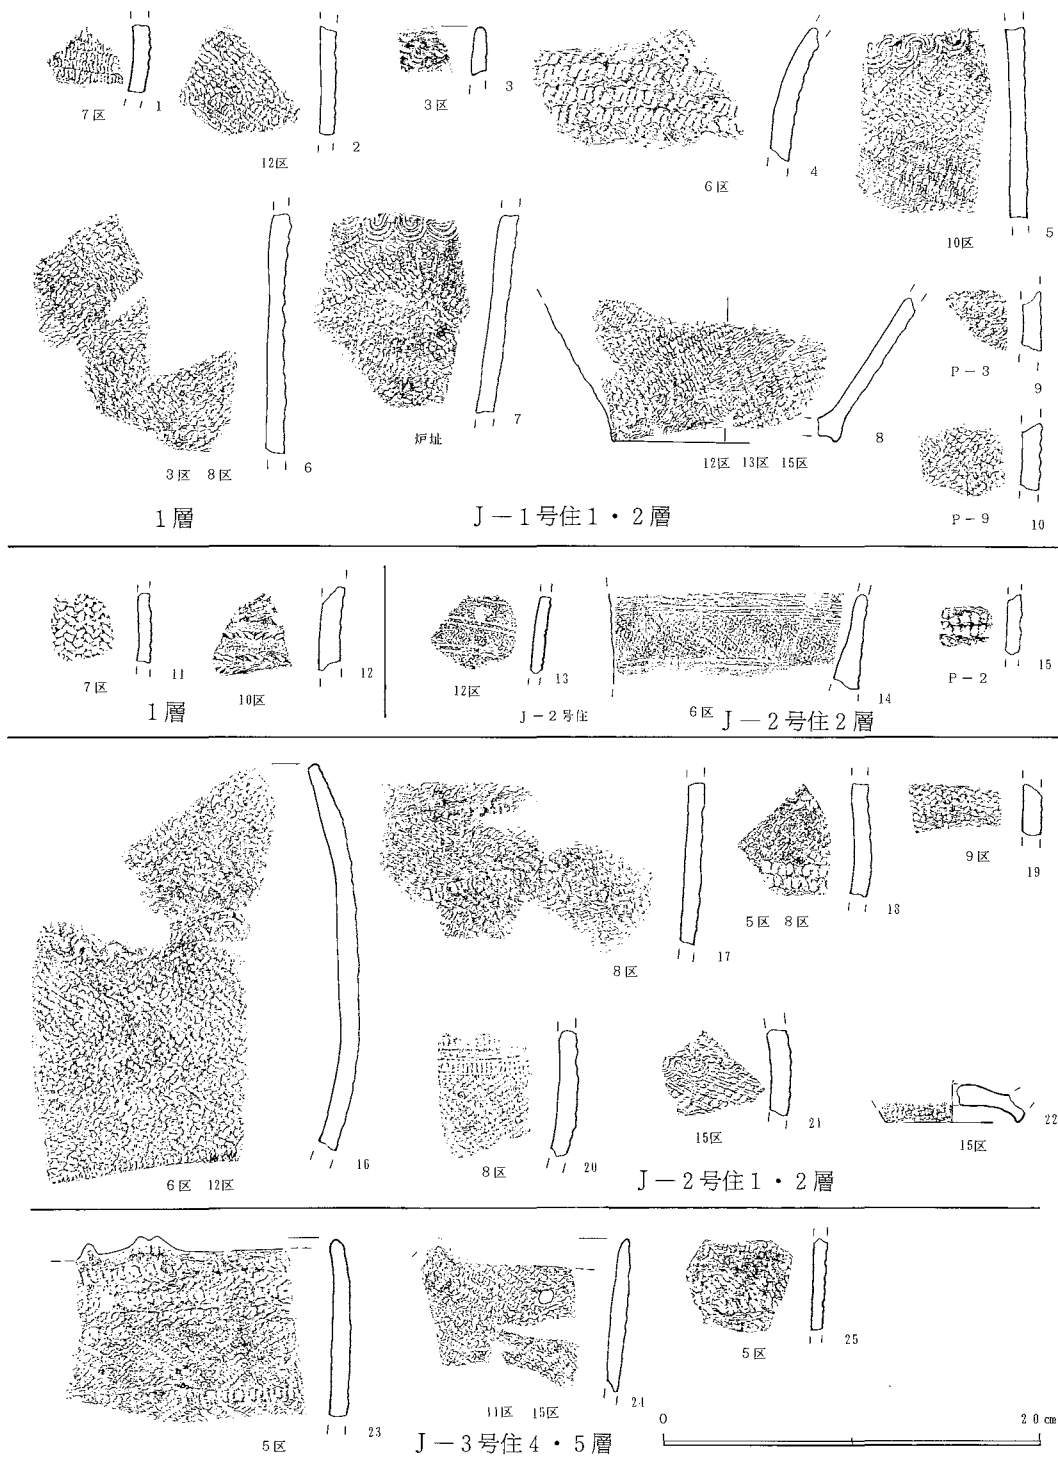 7区
1
12区
2
3区
3
6区
4
10区
5
3区 8区
6
炉址
7
12区 13区 15区
8
P-3
9
P-9
10
1層
J-1号住1・2層
7区
11
10区
12
1層
12区
13
J-2号住
6区
14
P-2
15
J-2号住2層
6区 12区
16
8区
17
5区 8区
18
9区
19
8区
20
15区
21
15区
22
J-2号住1・2層
5区
23
11区 15区
24
5区
25
J-3号住4・5層
0
20cm